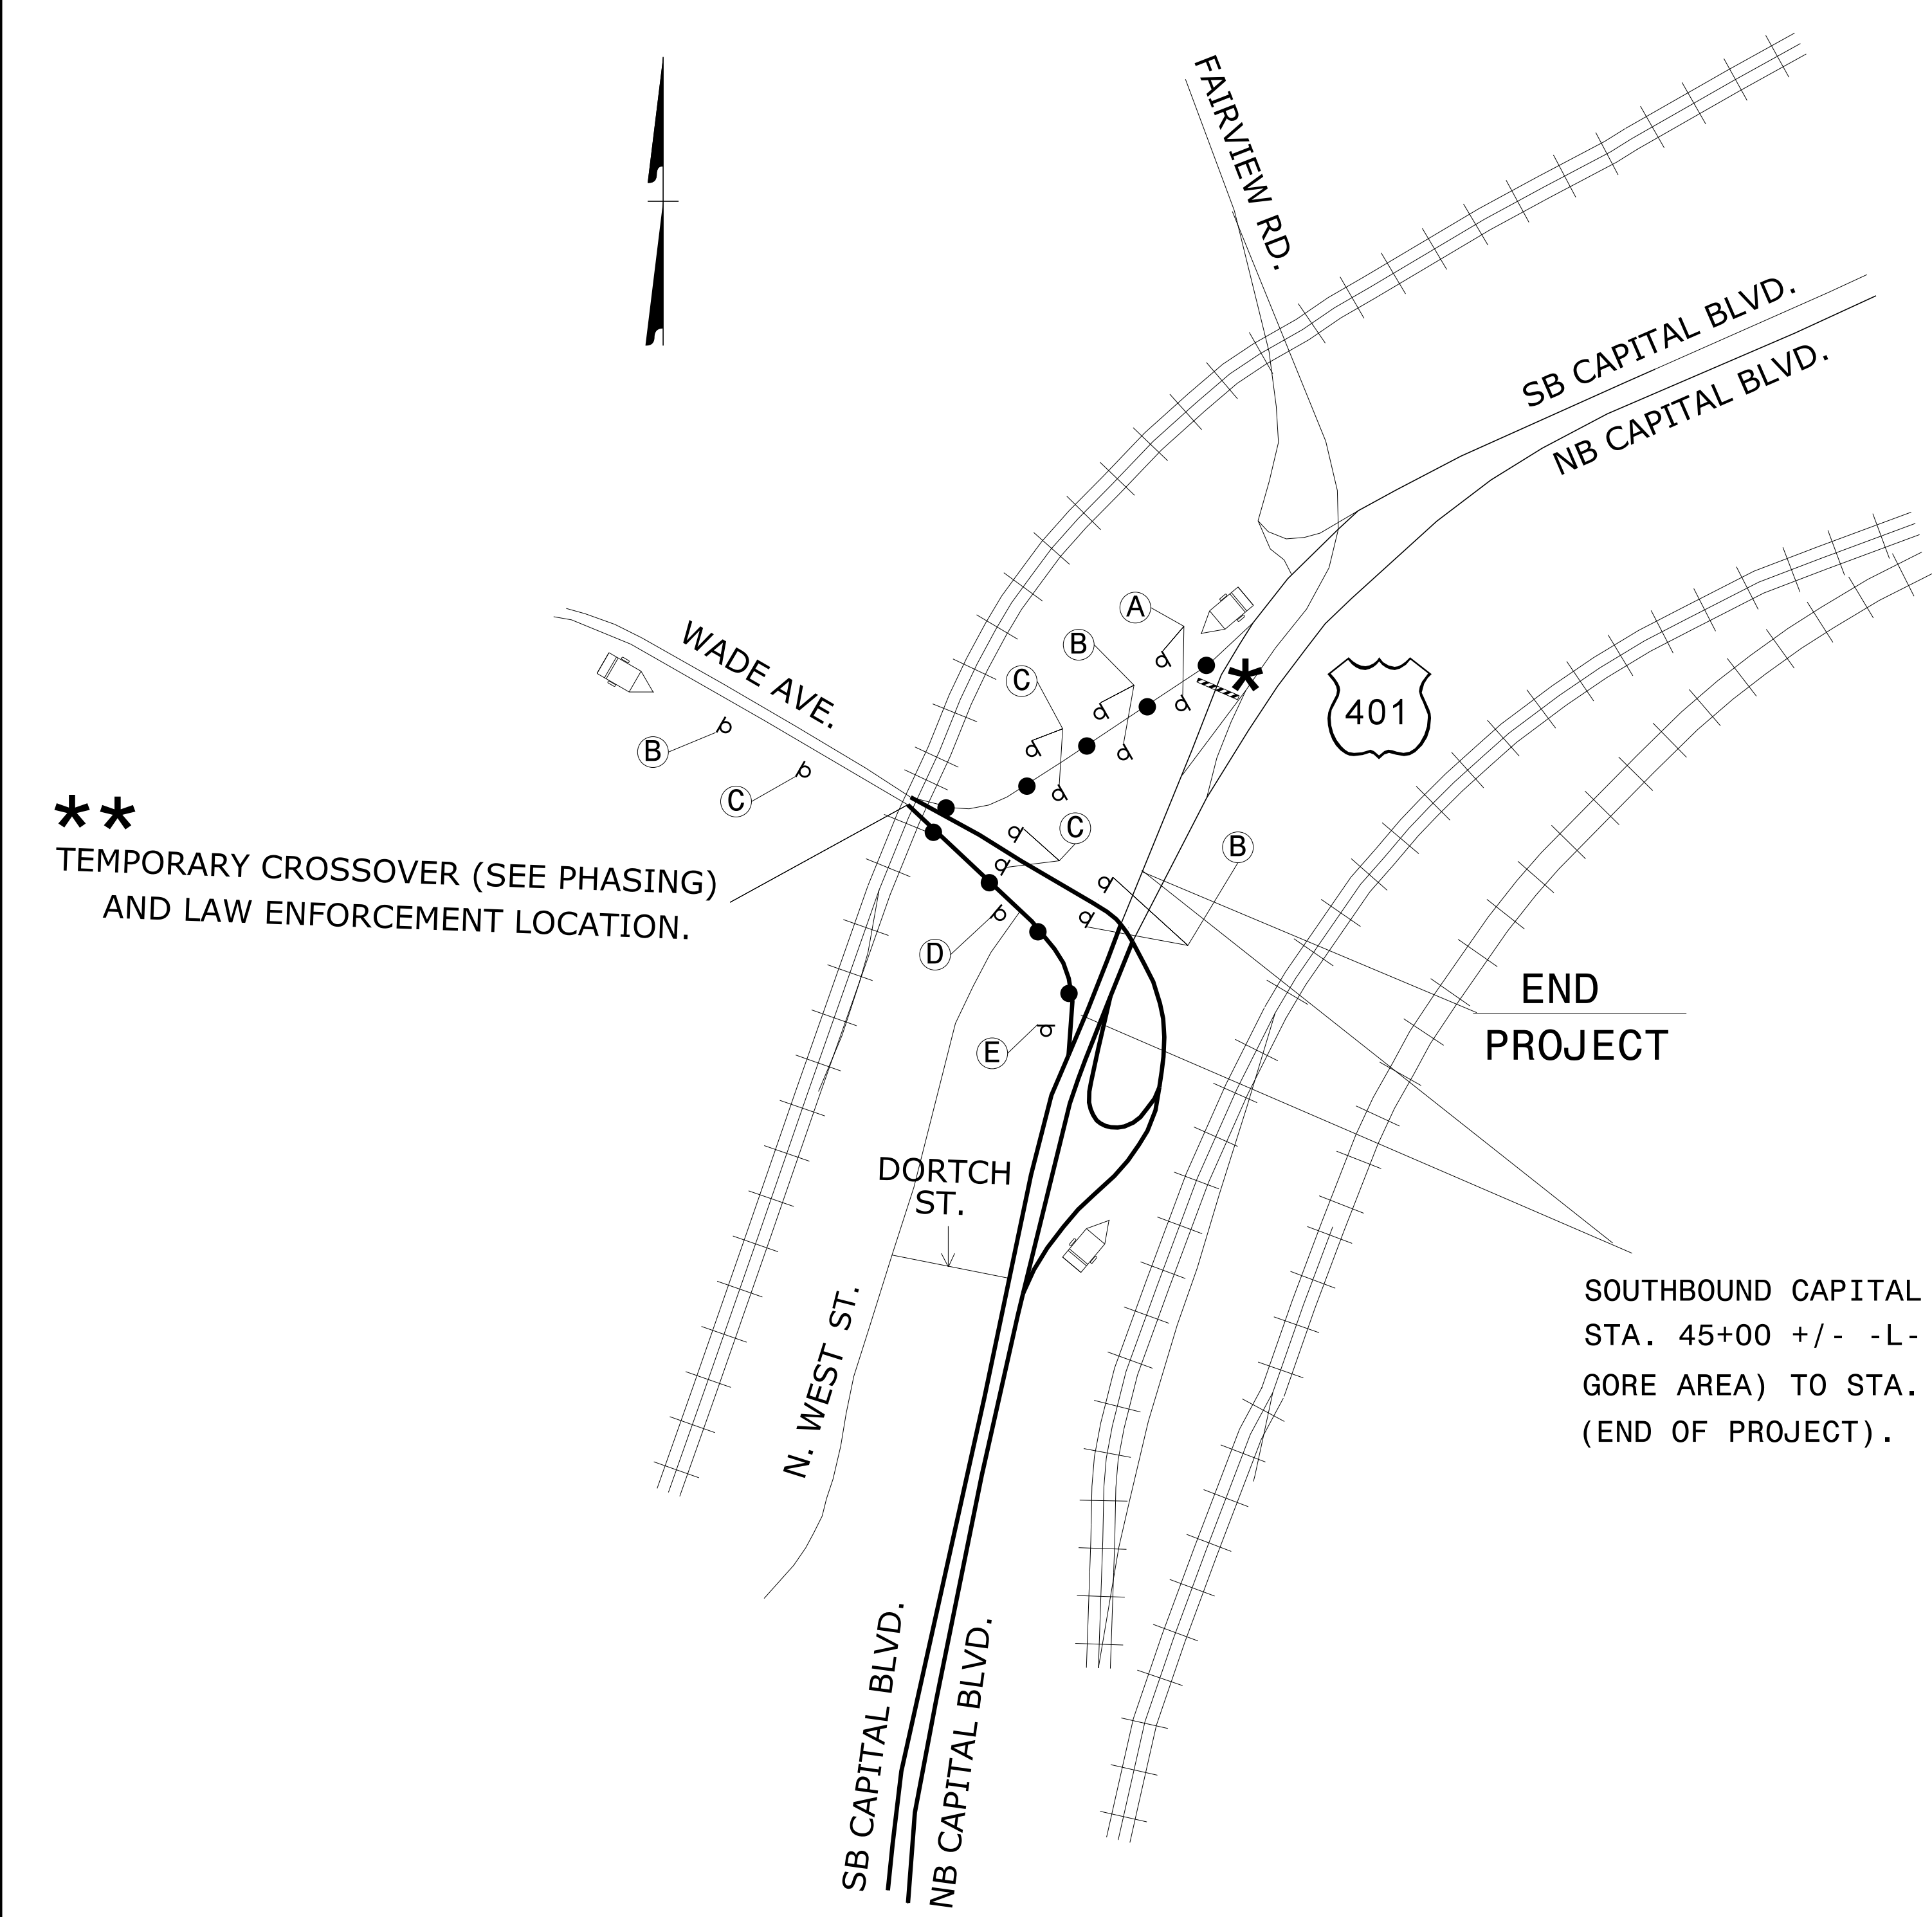 FAIRVIEW RD.
SB CAPITAL BLVD.
NB CAPITAL BLVD.
A
B
C
*
401
WADE AVE.
B
C
**
TEMPORARY CROSSOVER (SEE PHASING)
AND LAW ENFORCEMENT LOCATION.
C
B
D
E
END
PROJECT
DORTCH
ST.
N. WEST ST.
SOUTHBOUND CAPITAL
STA. 45+00 +/- -L-
GORE AREA) TO STA.
(END OF PROJECT).
SB CAPITAL BLVD.
NB CAPITAL BLVD.